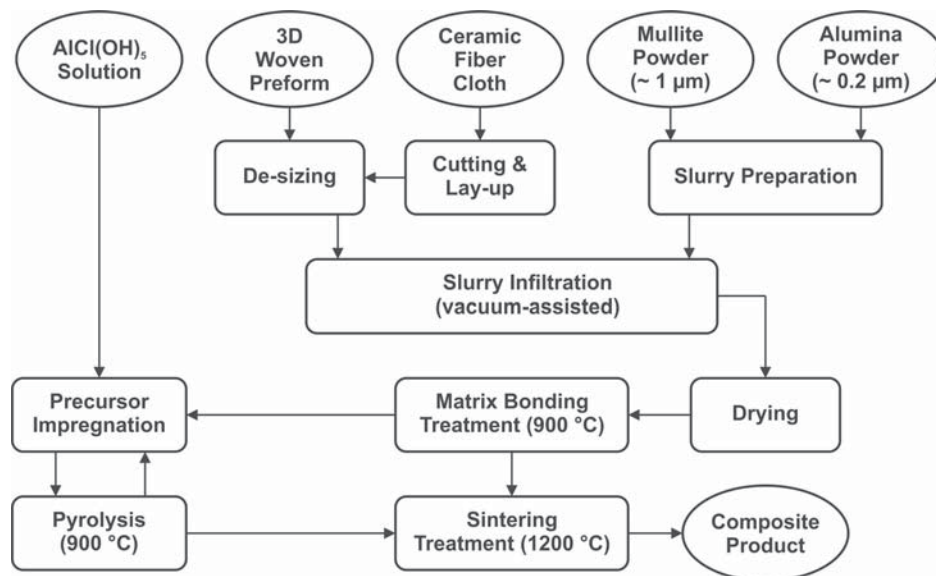 AlCl(OH)₅
Solution
3D
Woven
Preform
Ceramic
Fiber
Cloth
Mullite
Powder
(~ 1 μm)
Alumina
Powder
(~ 0.2 μm)
De-sizing
Cutting &
Lay-up
Slurry Preparation
Slurry Infiltration
(vacuum-assisted)
Precursor
Impregnation
Matrix Bonding
Treatment (900 °C)
Drying
Pyrolysis
(900 °C)
Sintering
Treatment (1200 °C)
Composite
Product